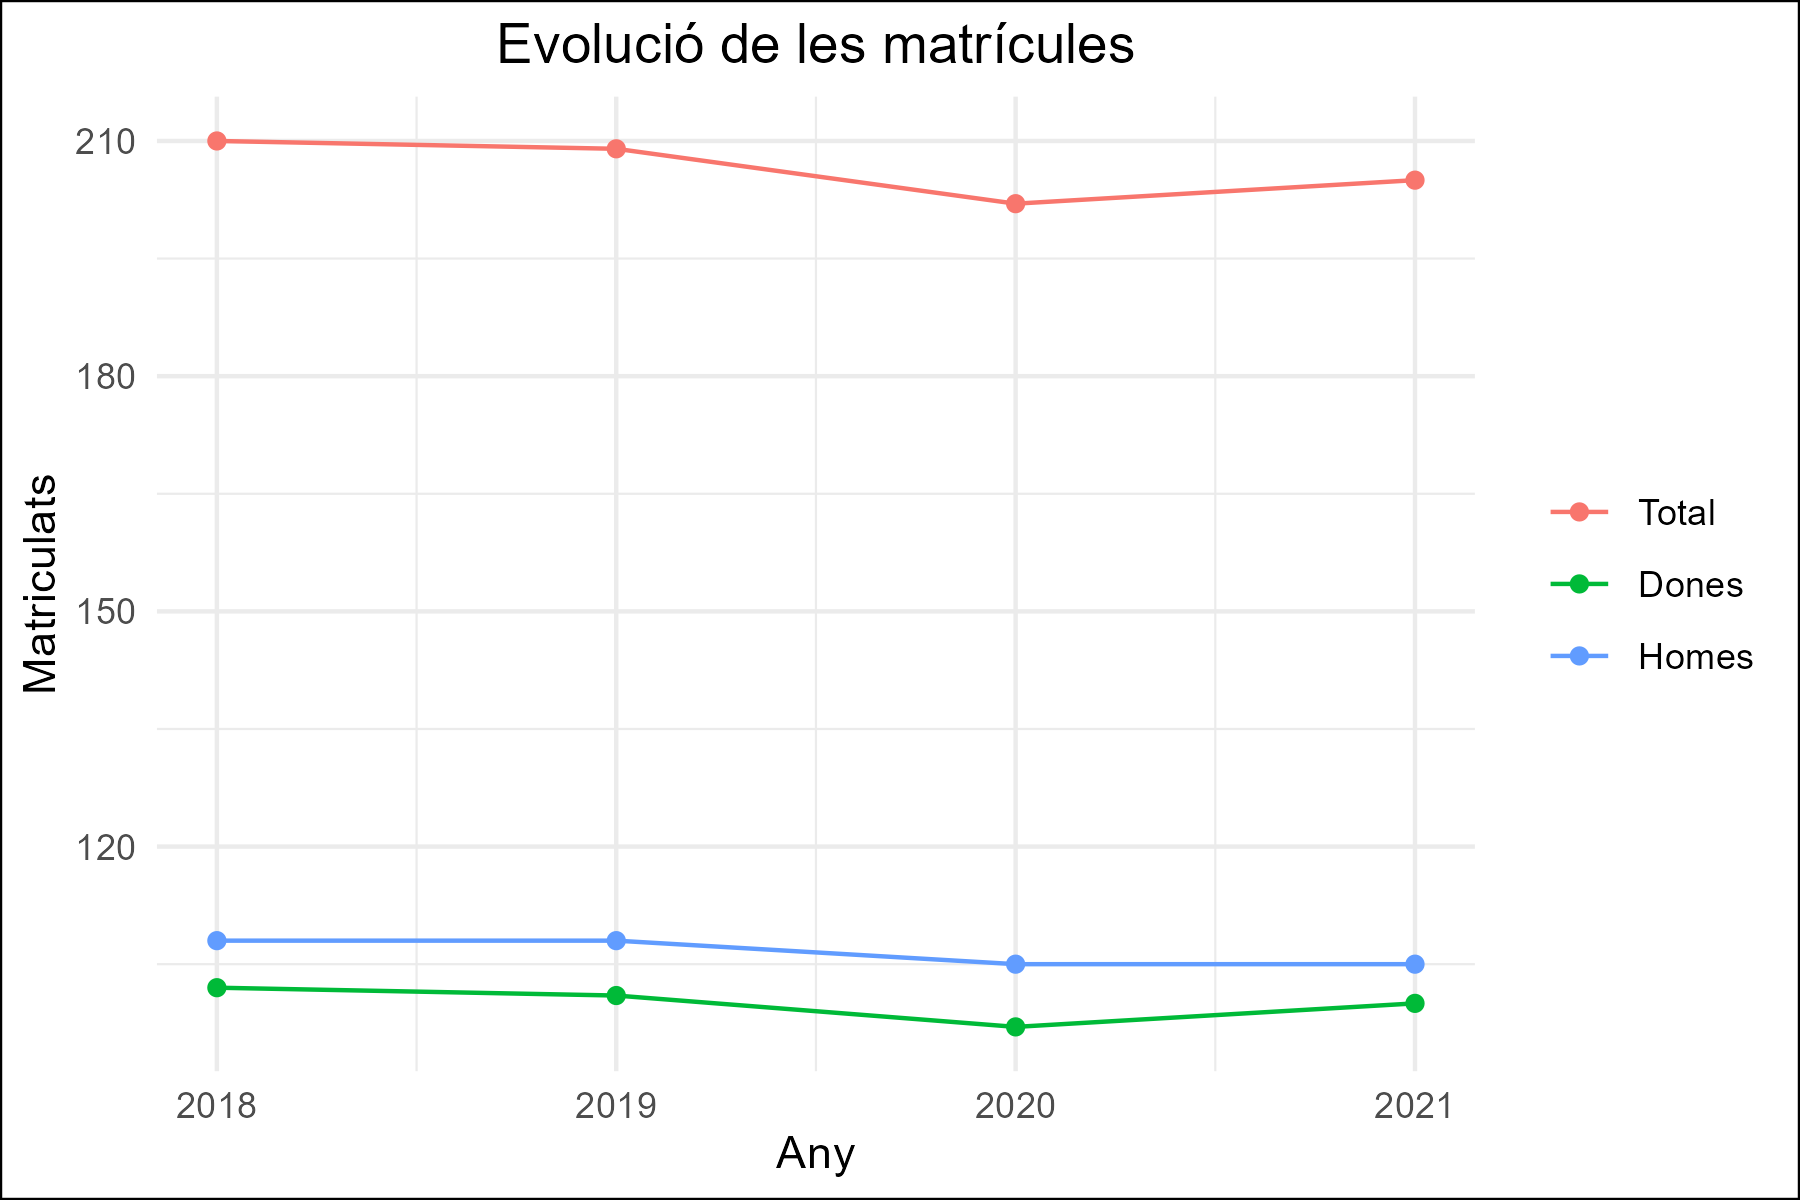 Evolució de les matrícules
210
180
150
120
Matriculats
2018
2019
2020
2021
Any
Total
Dones
Homes